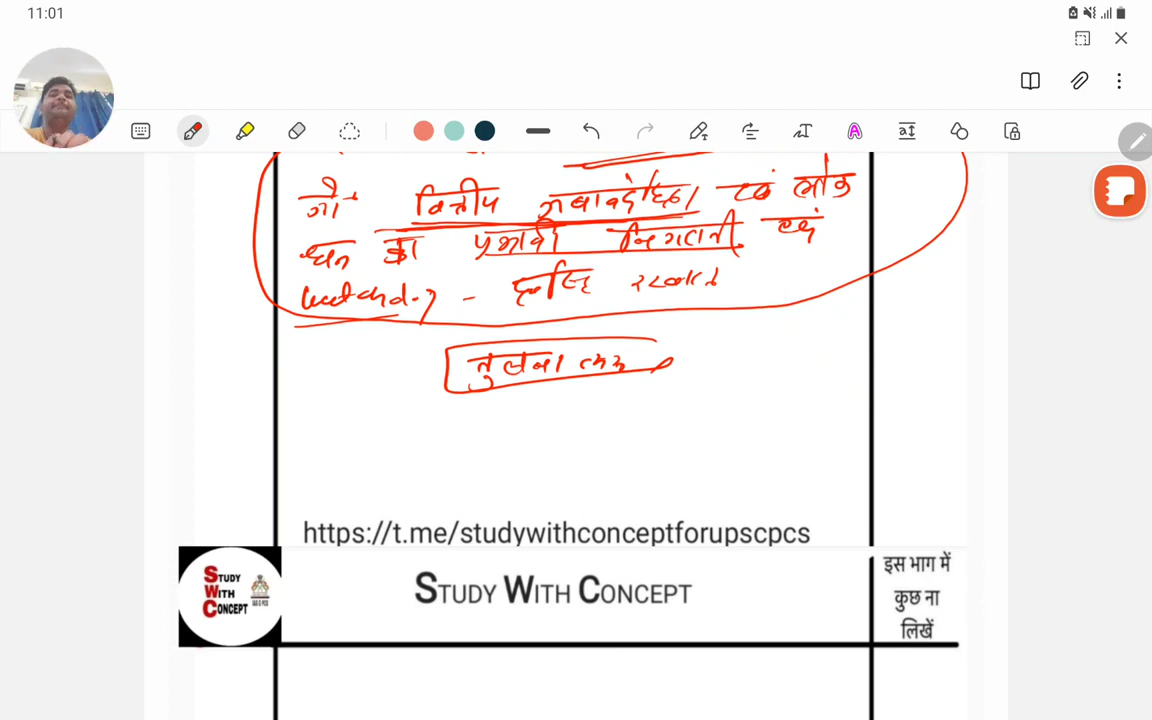 11:01
वित्तीय जवाबदेहिता एवं लोक
धन का प्रभावी निगरानी एवं
तुलना
https://t.me/studywithconceptforupscpcs
STUDY WITH CONCEPT
STUDY WITH CONCEPT
इस भाग में
कुछ ना
लिखें